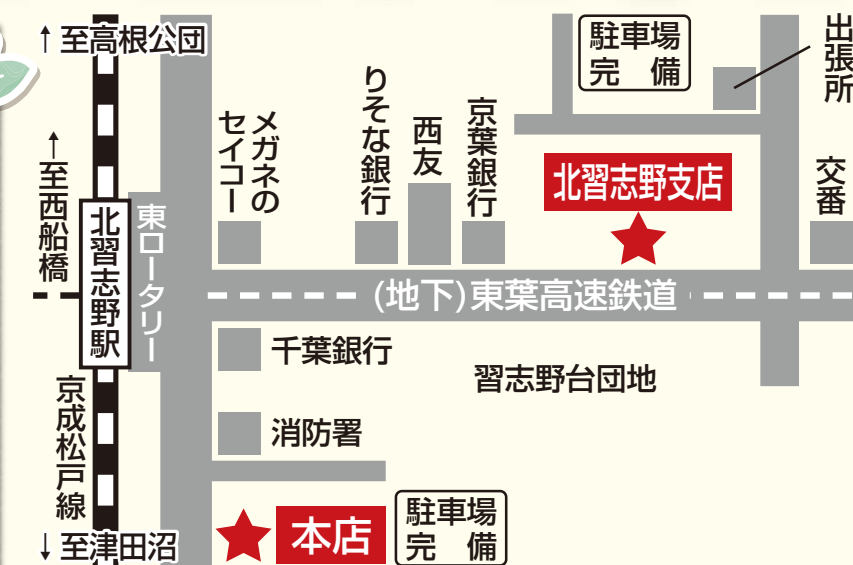 ↑至高根公団
←至西船橋
北習志野駅
東ロータリー
京成松戸線
↓至津田沼
メガネの
セイコー
りそな銀行
西友
京葉銀行
駐車場
完備
出張所
北習志野支店
交番
(地下)東葉高速鉄道
千葉銀行
習志野台団地
消防署
本店
駐車場
完備